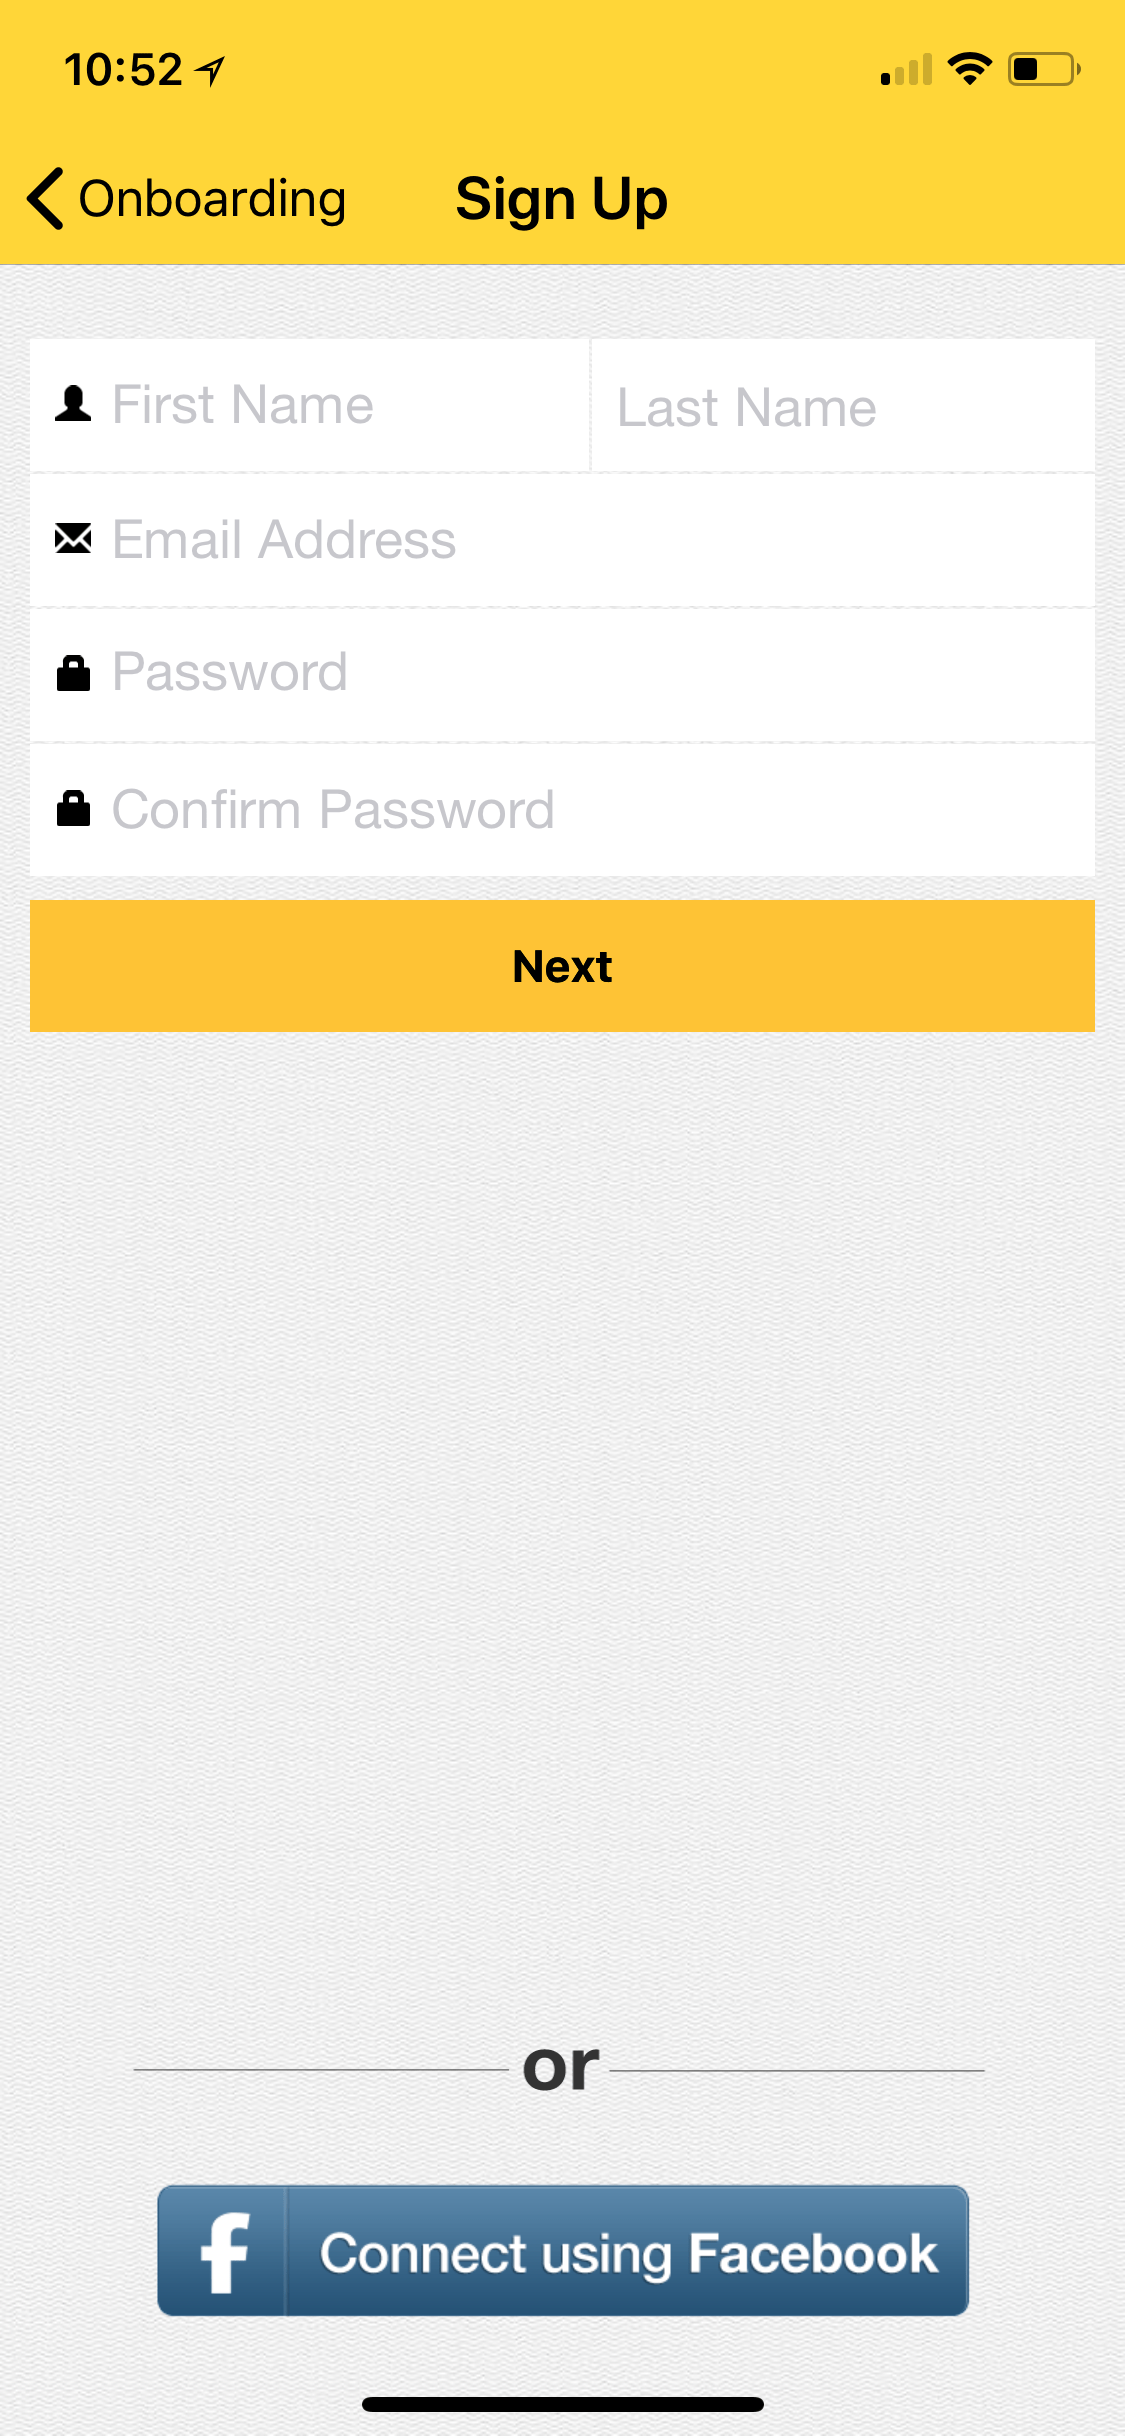 10:52
Onboarding
Sign Up
First Name
Last Name
Email Address
Password
Confirm Password
Next
or
f Connect using Facebook